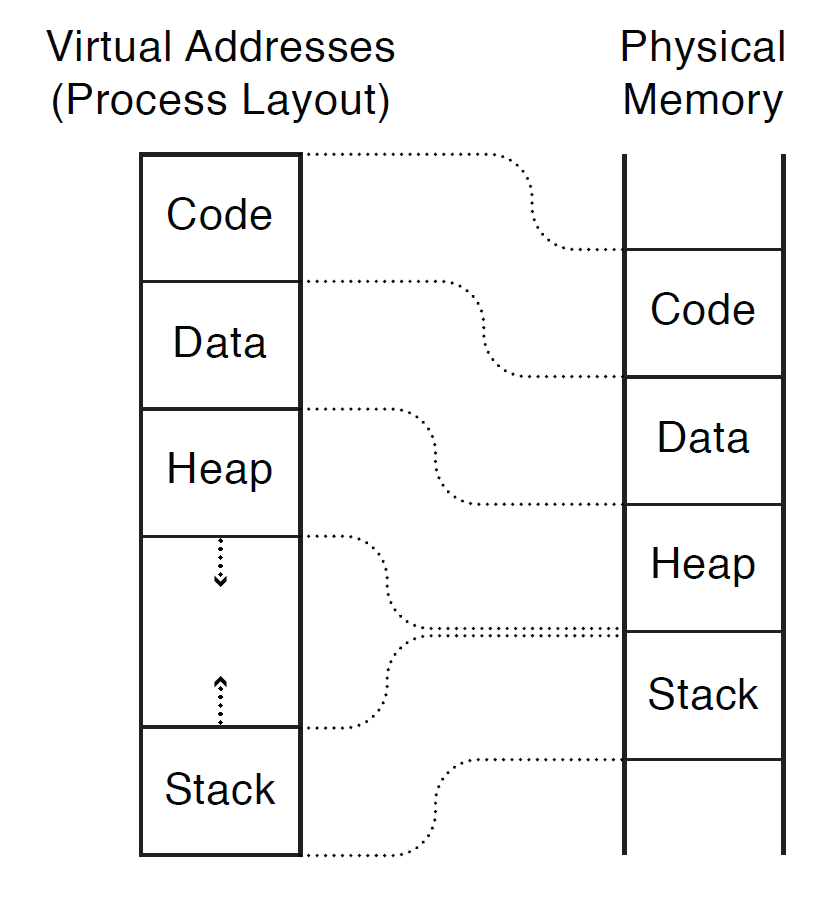 Virtual Addresses
(Process Layout)
Physical
Memory
Code
Data
Heap
Stack
Code
Data
Heap
Stack